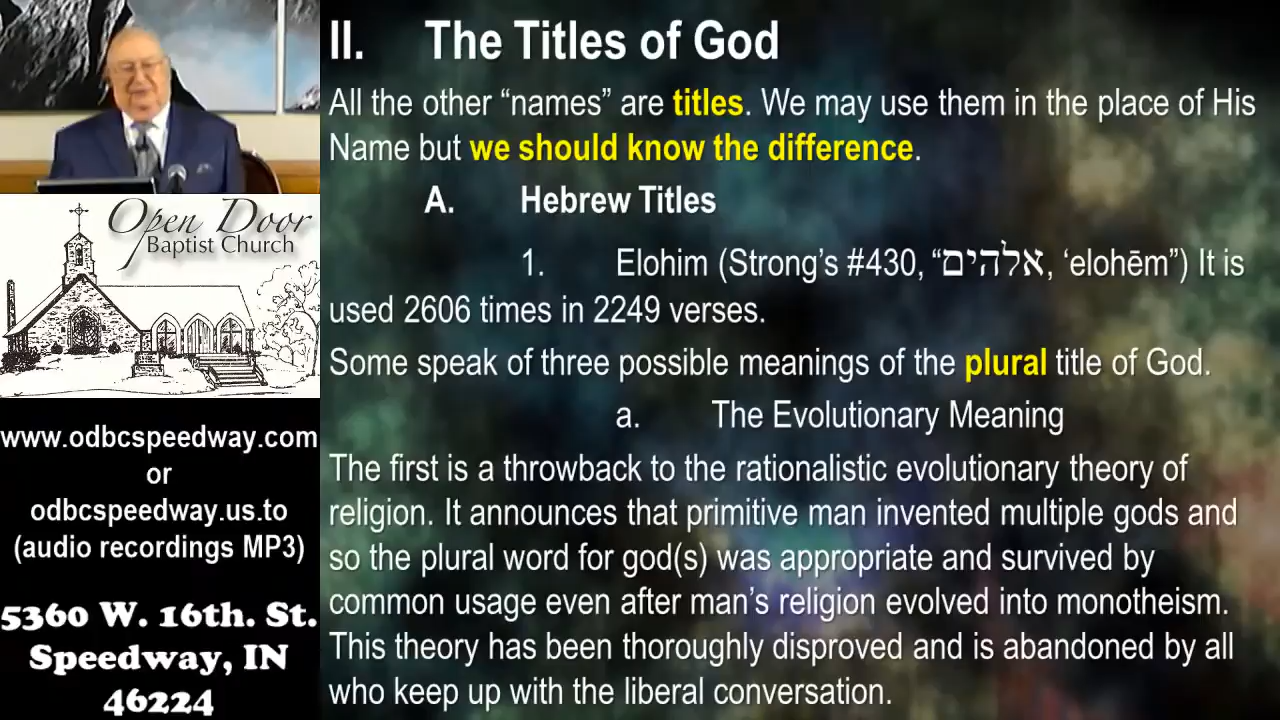 II. The Titles of God
All the other “names” are titles. We may use them in the place of His
Name but we should know the difference.
A. Hebrew Titles
1. Elohim (Strong’s #430, “אלהים, ‘elohēm”) It is
used 2606 times in 2249 verses.
Some speak of three possible meanings of the plural title of God.
a. The Evolutionary Meaning
The first is a throwback to the rationalistic evolutionary theory of
religion. It announces that primitive man invented multiple gods and
so the plural word for god(s) was appropriate and survived by
common usage even after man’s religion evolved into monotheism.
This theory has been thoroughly disproved and is abandoned by all
who keep up with the liberal conversation.
Open Door
Baptist Church
www.odbcspeedway.com
or
odbcspeedway.us.to
(audio recordings MP3)
5360 W. 16th. St.
Speedway, IN
46224